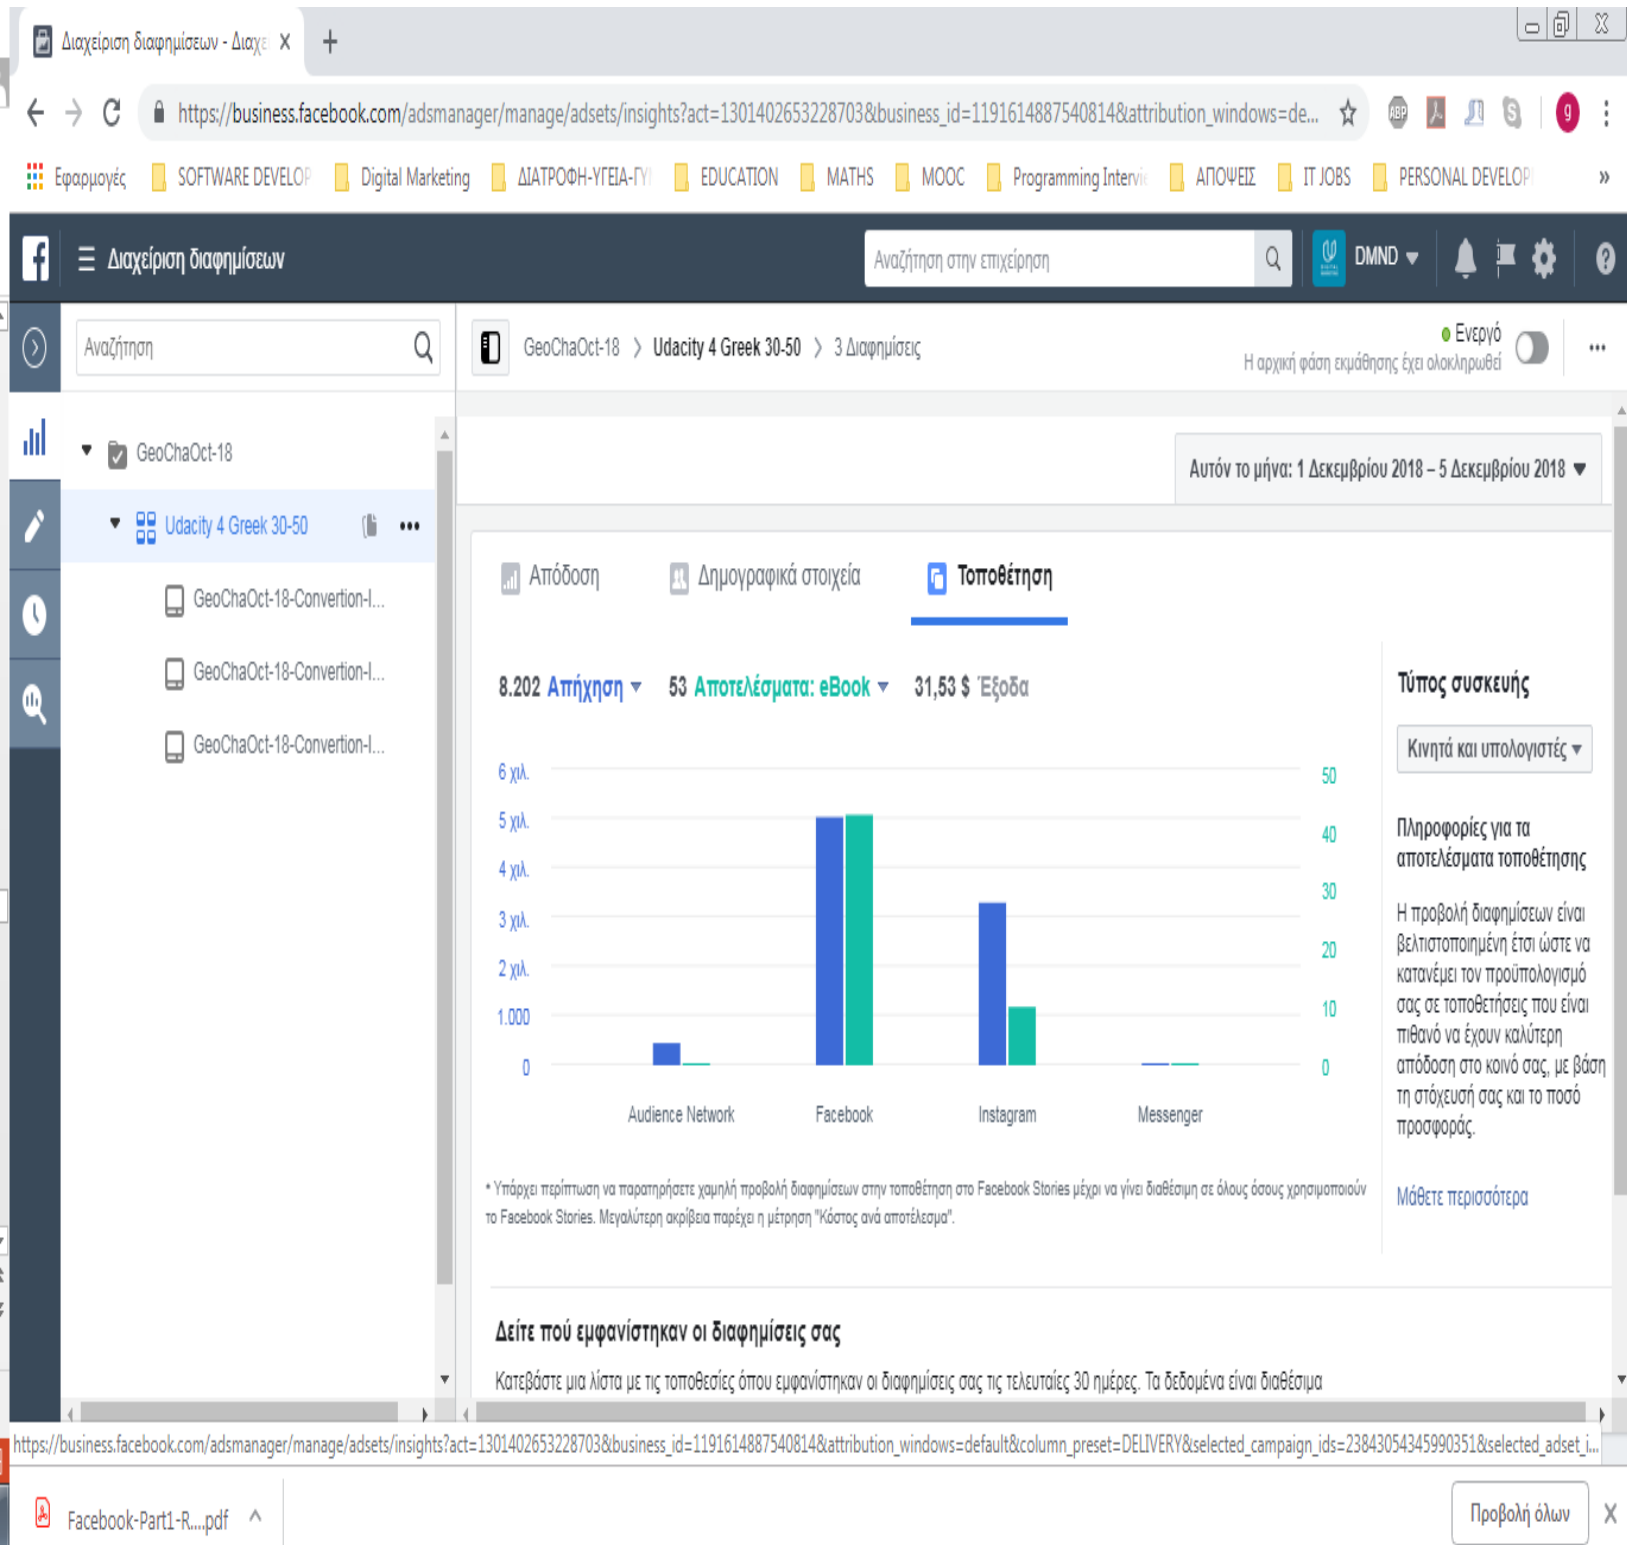 Διαχείριση διαφημίσεων - Διαχε
https://business.facebook.com/adsmanager/manage/adsets/insights?act=1301402653228703&business_id=1191614887540814&attribution_windows=de...
ABP
g
Εφαρμογές SOFTWARE DEVELOP Digital Marketing ΔΙΑΤΡΟΦΗ-ΥΓΕΙΑ-ΓΥ EDUCATION MATHS MOOC Programming Intervie ΑΠΟΨΕΙΣ IT JOBS PERSONAL DEVELOP »
Διαχείριση διαφημίσεων
Αναζήτηση στην επιχείρηση
DMND
Αναζήτηση
GeoChaOct-18 > Udacity 4 Greek 30-50 > 3 Διαφημίσεις
Ενεργό
Η αρχική φάση εκμάθησης έχει ολοκληρωθεί
GeoChaOct-18
Udacity 4 Greek 30-50
GeoChaOct-18-Convertion-I...
GeoChaOct-18-Convertion-I...
GeoChaOct-18-Convertion-I...
Αυτόν το μήνα: 1 Δεκεμβρίου 2018 – 5 Δεκεμβρίου 2018
Απόδοση Δημογραφικά στοιχεία Τοποθέτηση
8.202 Απήχηση 53 Αποτελέσματα: eBook 31,53 $ Έξοδα
6 χιλ.
5 χιλ.
4 χιλ.
3 χιλ.
2 χιλ.
1.000
0
50
40
30
20
10
0
Audience Network Facebook Instagram Messenger
* Υπάρχει περίπτωση να παρατηρήσετε χαμηλή προβολή διαφημίσεων στην τοποθέτηση στο Facebook Stories μέχρι να γίνει διαθέσιμη σε όλους όσους χρησιμοποιούν
το Facebook Stories. Μεγαλύτερη ακρίβεια παρέχει η μέτρηση "Κόστος ανά αποτέλεσμα".
Τύπος συσκευής
Κινητά και υπολογιστές
Πληροφορίες για τα
αποτελέσματα τοποθέτησης
Η προβολή διαφημίσεων είναι
βελτιστοποιημένη έτσι ώστε να
κατανέμει τον προϋπολογισμό
σας σε τοποθετήσεις που είναι
πιθανό να έχουν καλύτερη
απόδοση στο κοινό σας, με βάση
τη στόχευσή σας και το ποσό
προσφοράς.
Μάθετε περισσότερα
Δείτε πού εμφανίστηκαν οι διαφημίσεις σας
Κατεβάστε μια λίστα με τις τοποθεσίες όπου εμφανίστηκαν οι διαφημίσεις σας τις τελευταίες 30 ημέρες. Τα δεδομένα είναι διαθέσιμα
https://business.facebook.com/adsmanager/manage/adsets/insights?act=1301402653228703&business_id=1191614887540814&attribution_windows=default&column_preset=DELIVERY&selected_campaign_ids=23843054345990351&selected_adset_i...
Facebook-Part1-R....pdf
Προβολή όλων